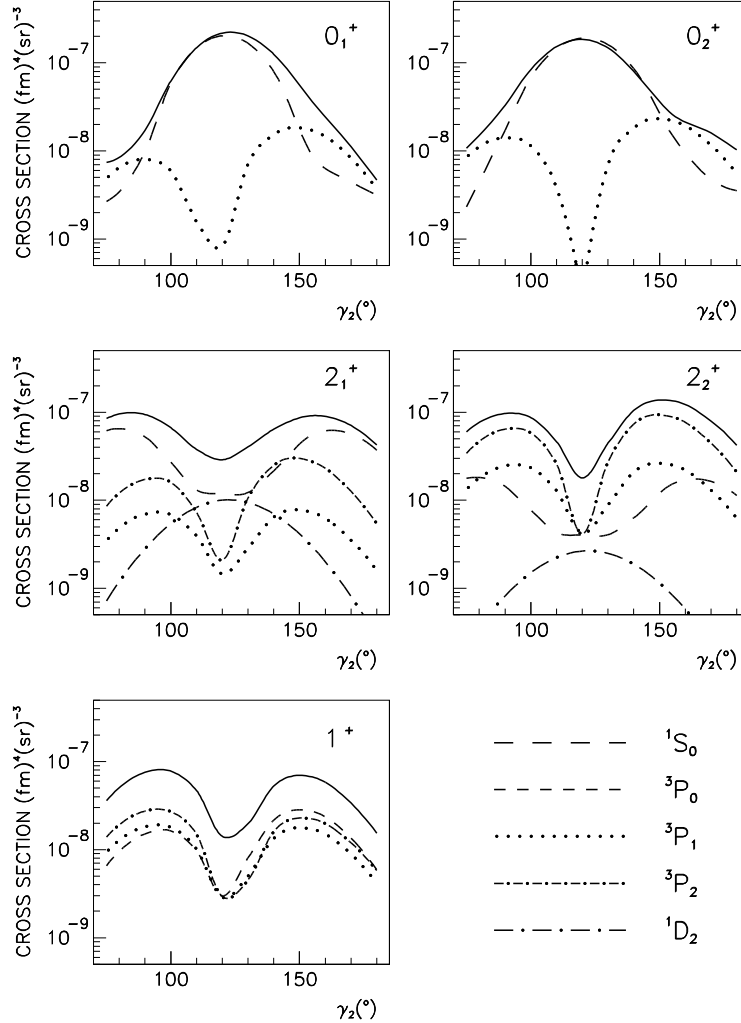 CROSS SECTION (fm)⁴(sr)⁻³
0₁⁺
10⁻⁷
10⁻⁸
10⁻⁹
100
150
γ₂(°)
0₂⁺
10⁻⁷
10⁻⁸
10⁻⁹
100
150
γ₂(°)
CROSS SECTION (fm)⁴(sr)⁻³
2₁⁺
10⁻⁷
10⁻⁸
10⁻⁹
100
150
γ₂(°)
2₂⁺
10⁻⁷
10⁻⁸
10⁻⁹
100
150
γ₂(°)
CROSS SECTION (fm)⁴(sr)⁻³
1⁺
10⁻⁷
10⁻⁸
10⁻⁹
100
150
γ₂(°)
¹S₀
³P₀
³P₁
³P₂
¹D₂